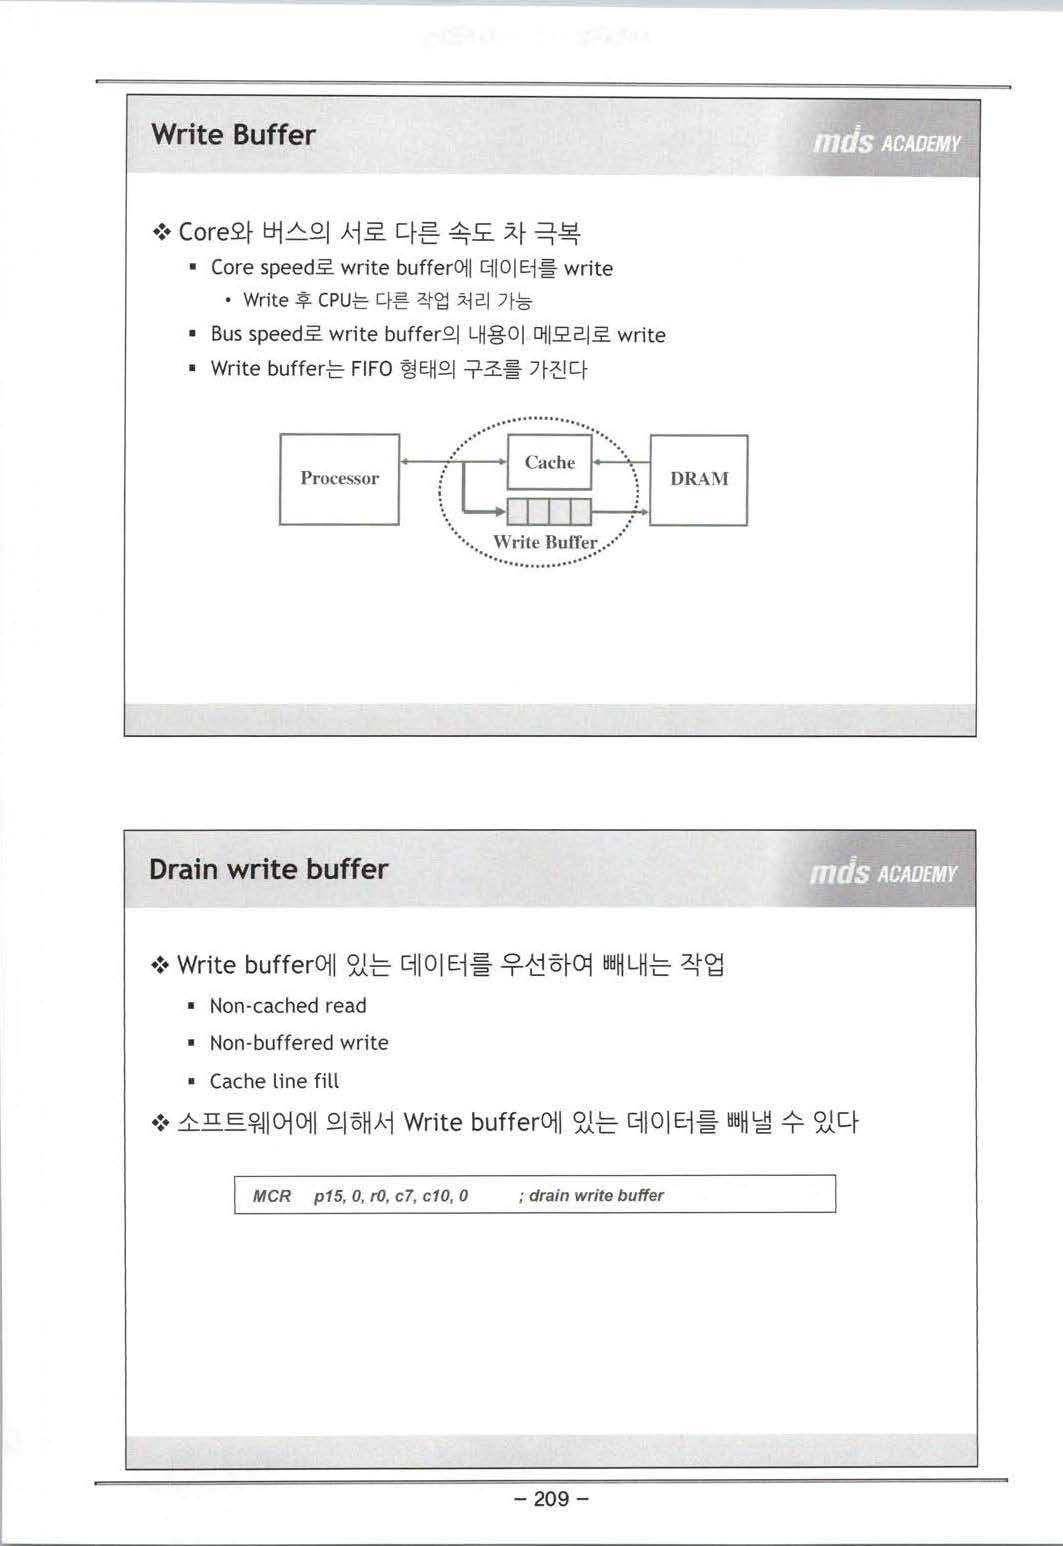 Write Buffer
mds ACADEMY
❖ Core와 버스의 서로 다른 속도 차 극복
▪ Core speed로 write buffer에 데이터를 write
• Write 후 CPU는 다른 작업 처리 가능
▪ Bus speed로 write buffer의 내용이 메모리로 write
▪ Write buffer는 FIFO 형태의 구조를 가진다
Processor
Cache
DRAM
Write Buffer
Drain write buffer
mds ACADEMY
❖ Write buffer에 있는 데이터를 우선하여 빼내는 작업
▪ Non-cached read
▪ Non-buffered write
▪ Cache line fill
❖ 소프트웨어에 의해서 Write buffer에 있는 데이터를 빼낼 수 있다
MCR p15, 0, r0, c7, c10, 0 ; drain write buffer
- 209 -